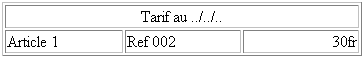 Tarif au ../../..
Article 1 Ref 002 30fr